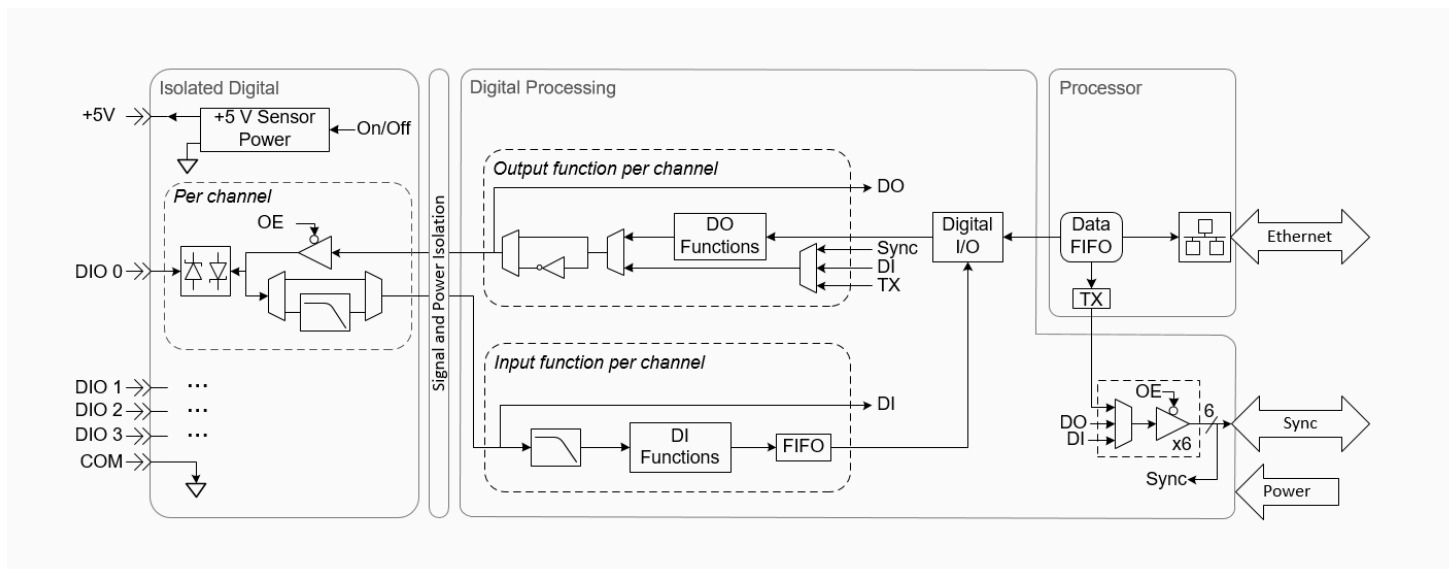 Isolated Digital
+5V
+5 V Sensor
Power
On/Off
Per channel
OE
DIO 0
DIO 1
...
DIO 2
...
DIO 3
...
COM
Signal and Power Isolation
Digital Processing
Output function per channel
DO
DO
Functions
Sync
DI
TX
Digital
I/O
Input function per channel
DI
DI
Functions
FIFO
Processor
Data
FIFO
TX
Ethernet
OE
6
DO
DI
x6
Sync
Sync
Power